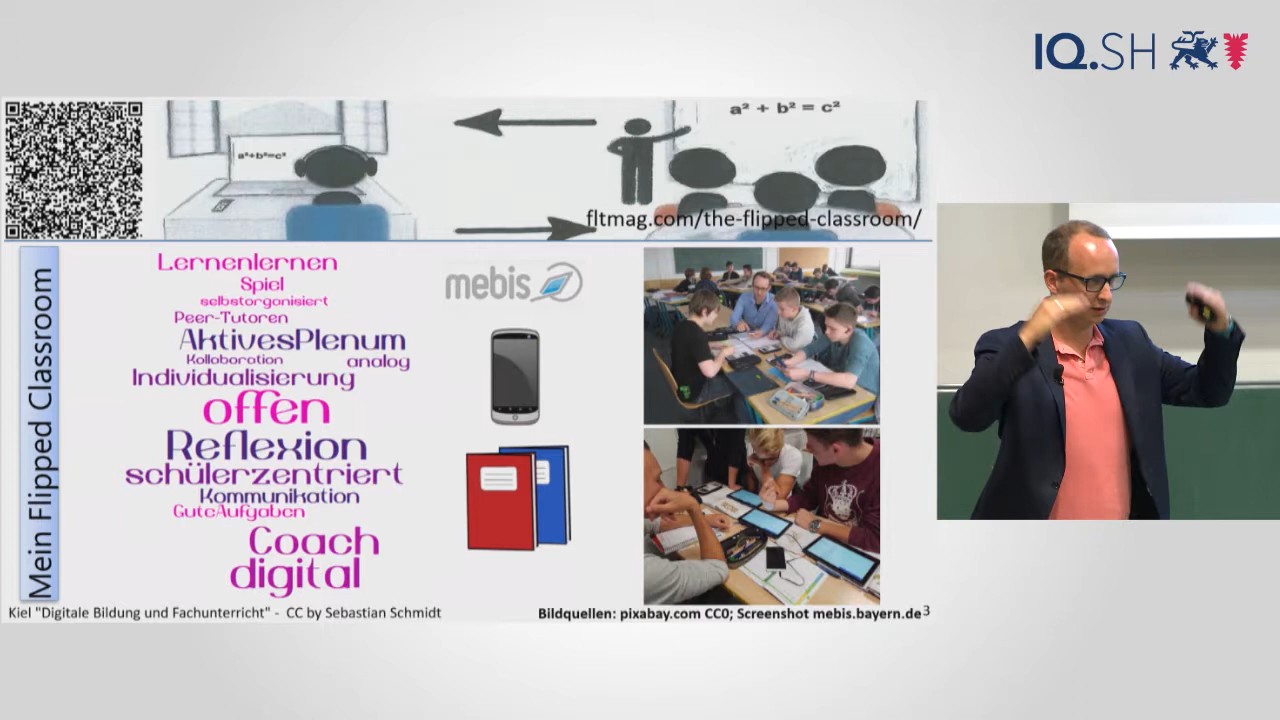 IQ.SH
a²+b²=c²
a² + b² = c²
fltmag.com/the-flipped-classroom/
Mein Flipped Classroom
Lernenlernen
Spiel
selbstorganisiert
Peer-Tutoren
AktivesPlenum
Kollaboration analog
Individualisierung
offen
Reflexion
schülerzentriert
Kommunikation
GuteAufgaben
Coach
digital
mebis
Kiel "Digitale Bildung und Fachunterricht" - CC by Sebastian Schmidt
Bildquellen: pixabay.com CC0; Screenshot mebis.bayern.de 3